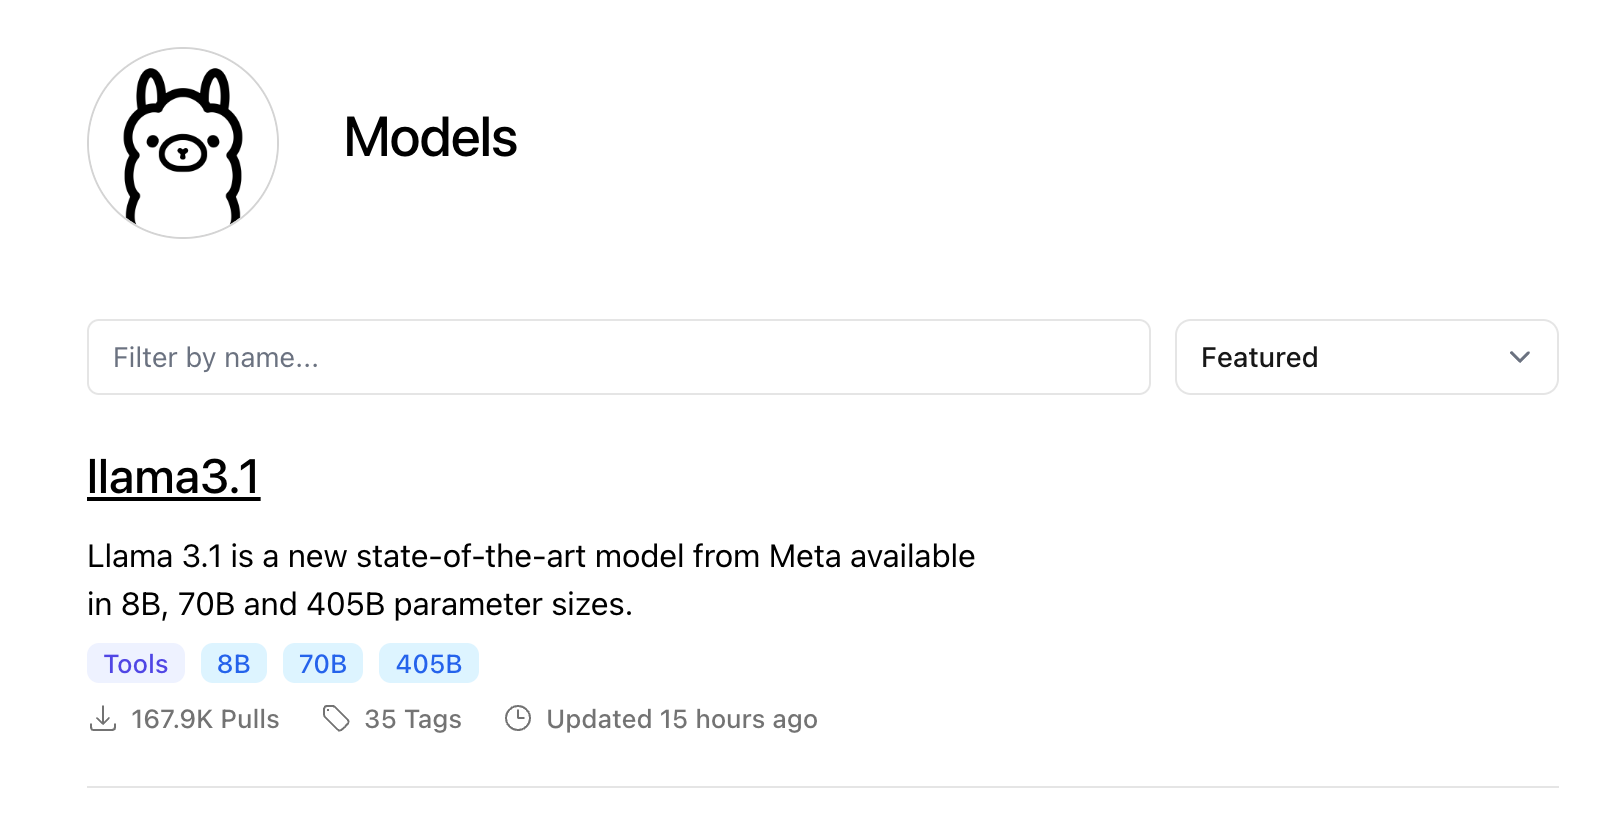 Models
Filter by name...
Featured
llama3.1
Llama 3.1 is a new state-of-the-art model from Meta available
in 8B, 70B and 405B parameter sizes.
Tools 8B 70B 405B
167.9K Pulls 35 Tags Updated 15 hours ago